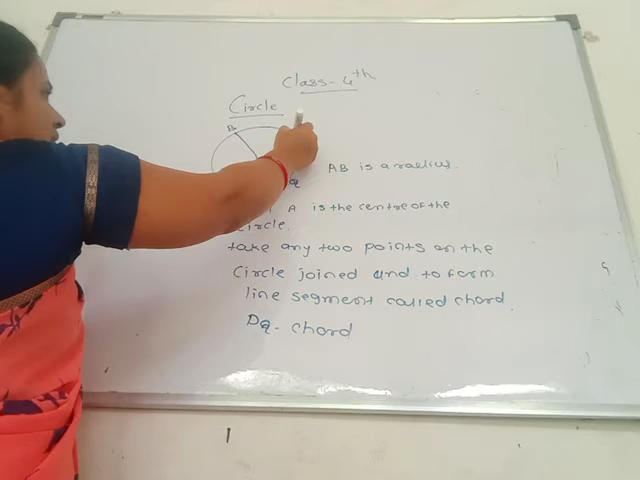 Class - 4th
Circle
B
AB is a radius.
q
A is the centre of the
circle.
take any two points on the
Circle joined and to form
line segment called chord
Dq - chord